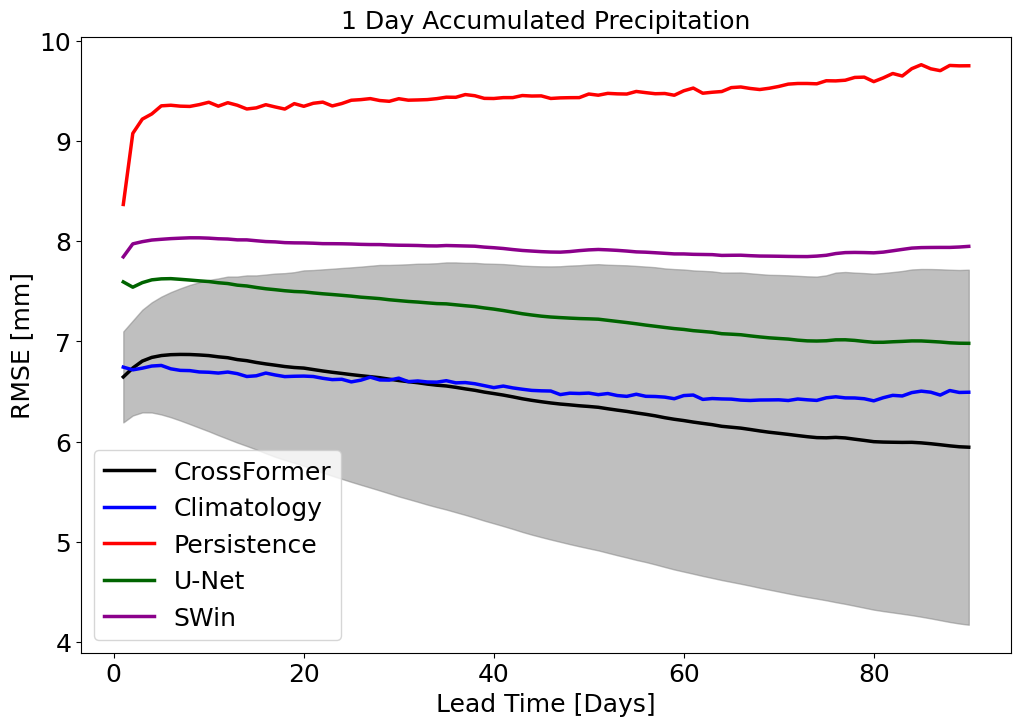 1 Day Accumulated Precipitation
10
9
8
7
6
5
4
RMSE [mm]
CrossFormer
Climatology
Persistence
U-Net
SWin
0 20 40 60 80
Lead Time [Days]